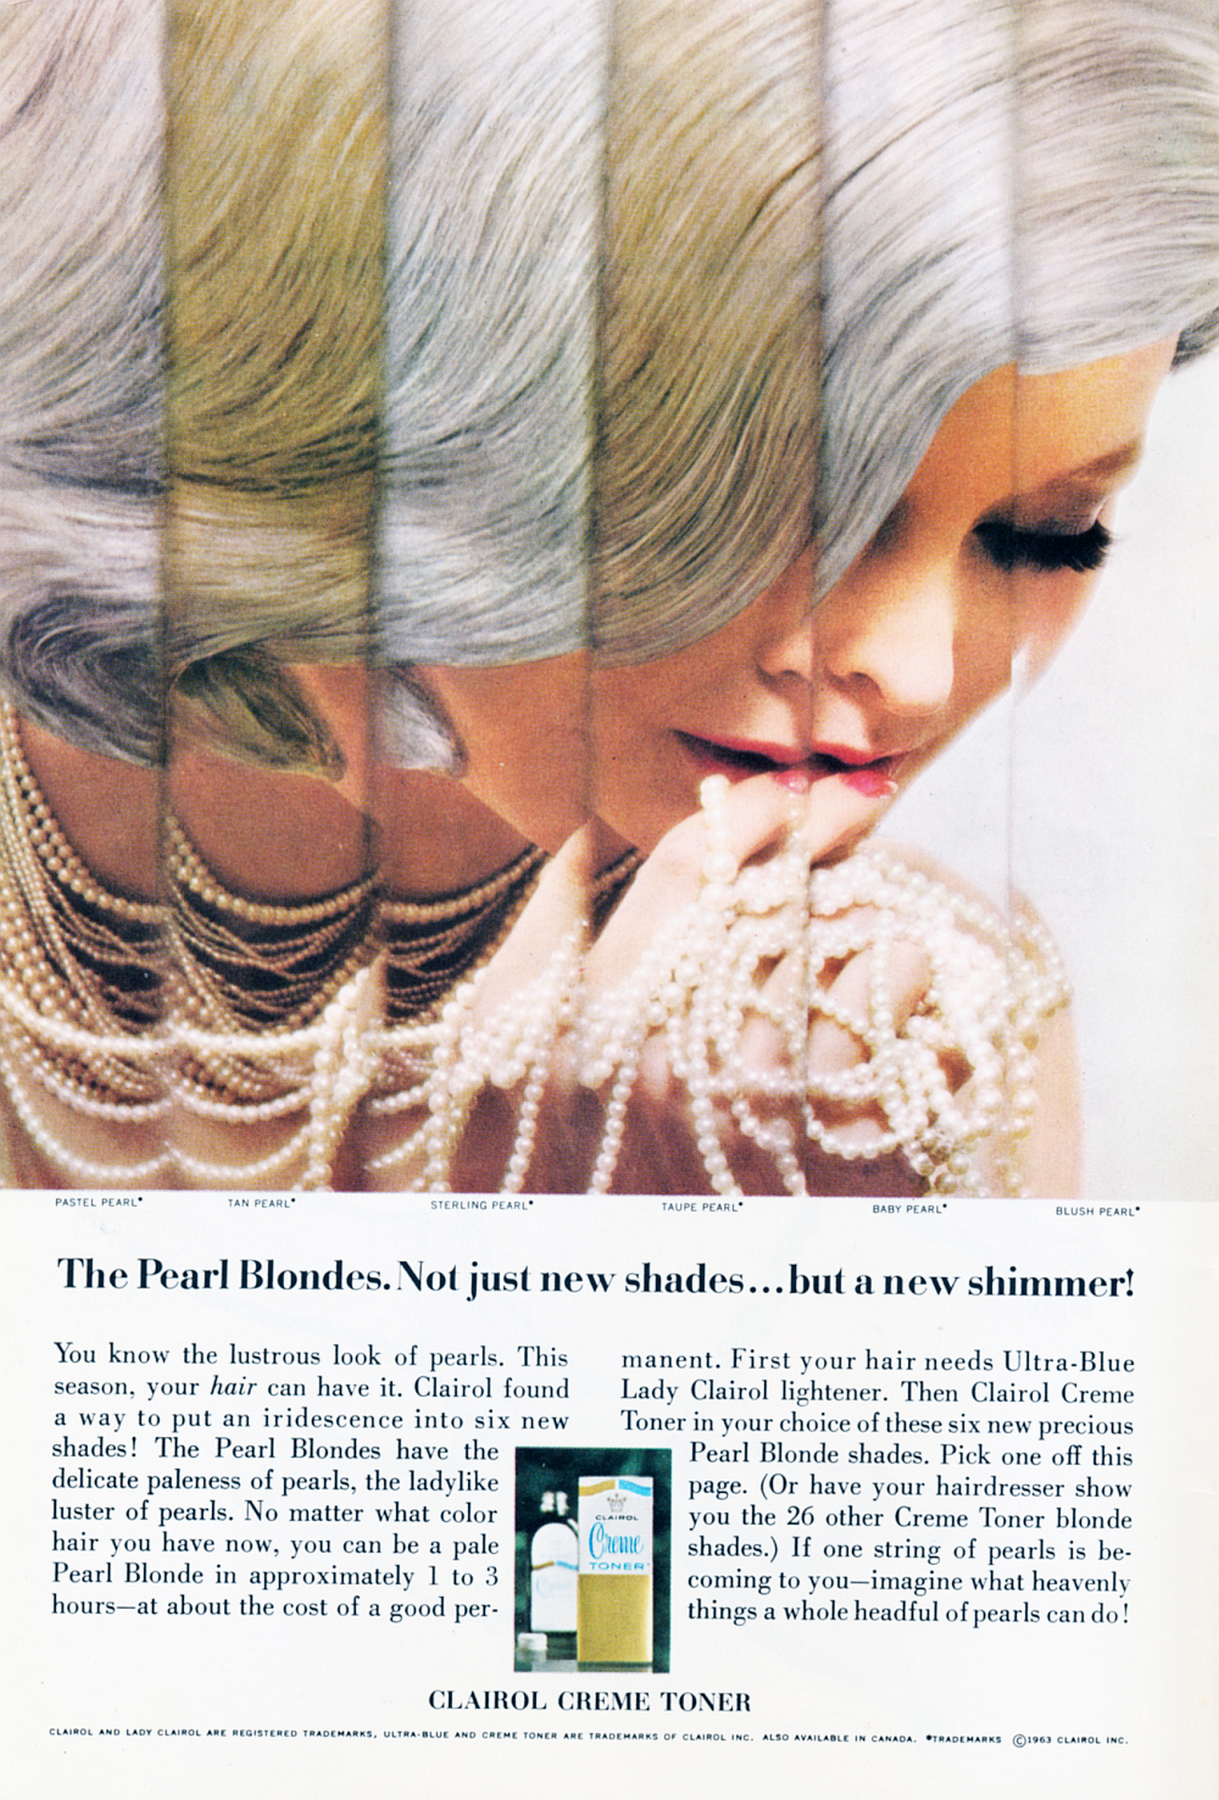 PASTEL PEARL* TAN PEARL* STERLING PEARL* TAUPE PEARL* BABY PEARL* BLUSH PEARL*
The Pearl Blondes. Not just new shades...but a new shimmer!
You know the lustrous look of pearls. This
season, your hair can have it. Clairol found
a way to put an iridescence into six new
shades! The Pearl Blondes have the
delicate paleness of pearls, the ladylike
luster of pearls. No matter what color
hair you have now, you can be a pale
Pearl Blonde in approximately 1 to 3
hours—at about the cost of a good per-
manent. First your hair needs Ultra-Blue
Lady Clairol lightener. Then Clairol Creme
Toner in your choice of these six new precious
Pearl Blonde shades. Pick one off this
page. (Or have your hairdresser show
you the 26 other Creme Toner blonde
shades.) If one string of pearls is be-
coming to you—imagine what heavenly
things a whole headful of pearls can do!
CLAIROL
Creme
TONER
CLAIROL CREME TONER
CLAIROL AND LADY CLAIROL ARE REGISTERED TRADEMARKS, ULTRA-BLUE AND CREME TONER ARE TRADEMARKS OF CLAIROL INC. ALSO AVAILABLE IN CANADA. *TRADEMARKS ©1963 CLAIROL INC.